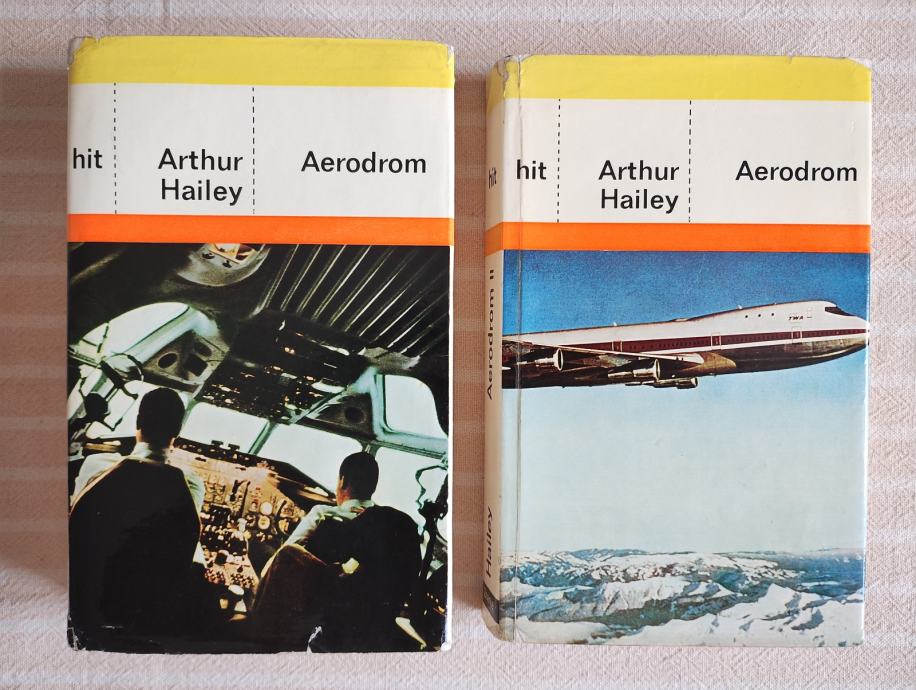 hit
Arthur
Hailey
Aerodrom
hit
Aerodrom II
Hailey
hit
Arthur
Hailey
Aerodrom
TWA